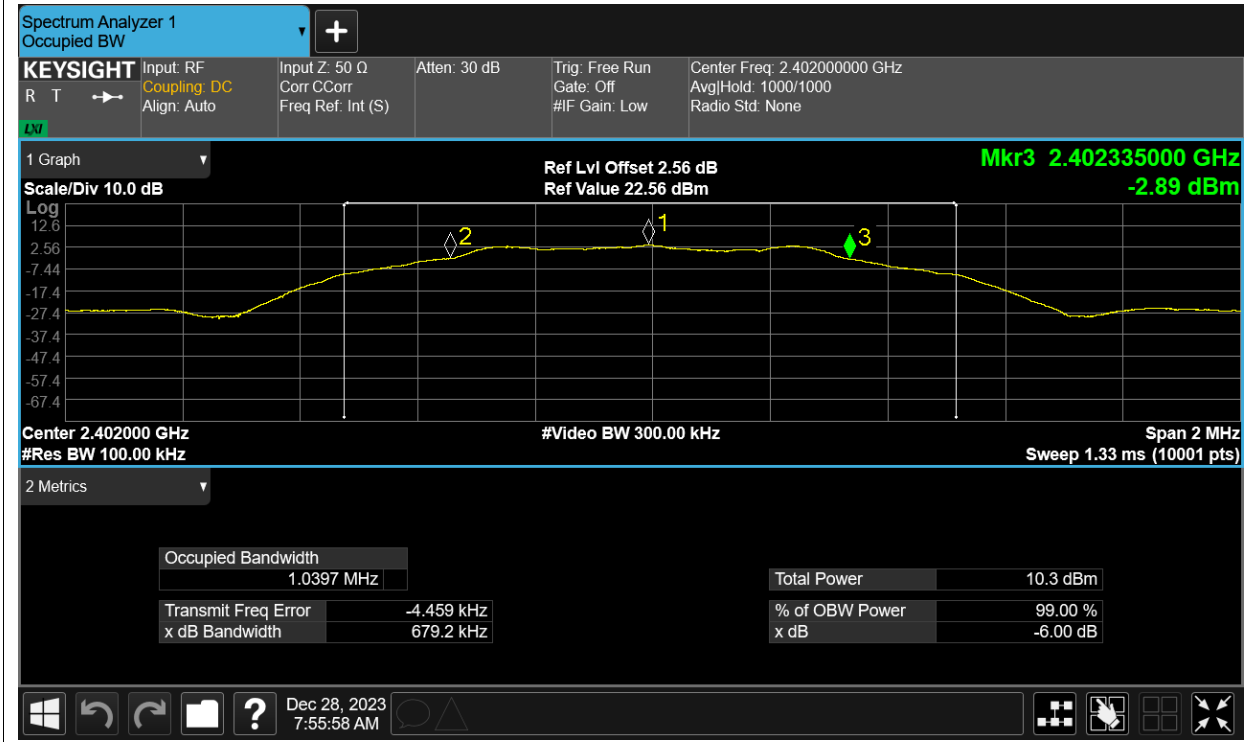 Spectrum Analyzer 1
Occupied BW
KEYSIGHT
R T
LXI
Input: RF
Coupling: DC
Align: Auto
Input Z: 50 Ω
Corr CCorr
Freq Ref: Int (S)
Atten: 30 dB
Trig: Free Run
Gate: Off
#IF Gain: Low
Center Freq: 2.402000000 GHz
Avg|Hold: 1000/1000
Radio Std: None
1 Graph
Scale/Div 10.0 dB
Ref Lvl Offset 2.56 dB
Ref Value 22.56 dBm
Mkr3 2.402335000 GHz
-2.89 dBm
Log
12.6
2.56
-7.44
-17.4
-27.4
-37.4
-47.4
-57.4
-67.4
2
1
3
Center 2.402000 GHz
#Res BW 100.00 kHz
#Video BW 300.00 kHz
Span 2 MHz
Sweep 1.33 ms (10001 pts)
2 Metrics
Occupied Bandwidth
1.0397 MHz
Transmit Freq Error -4.459 kHz
x dB Bandwidth 679.2 kHz
Total Power 10.3 dBm
% of OBW Power 99.00 %
x dB -6.00 dB
?
Dec 28, 2023
7:55:58 AM